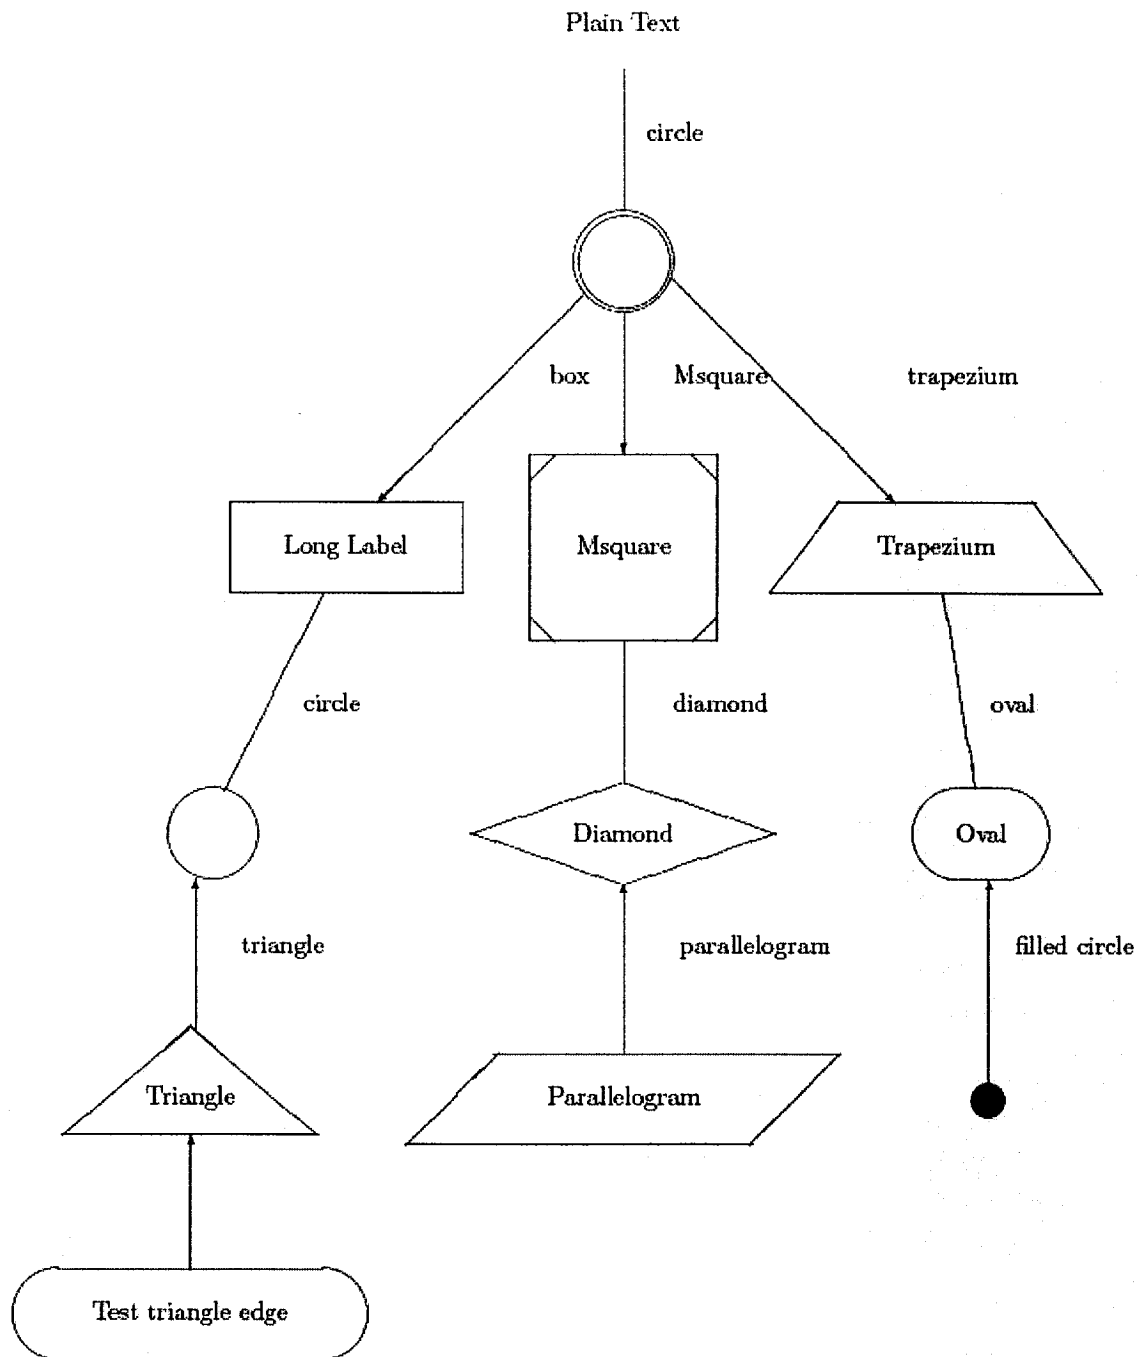 Plain Text
circle
box
Msquare
trapezium
Long Label
Msquare
Trapezium
circle
diamond
oval
Diamond
Oval
triangle
parallelogram
filled circle
Triangle
Parallelogram
Test triangle edge